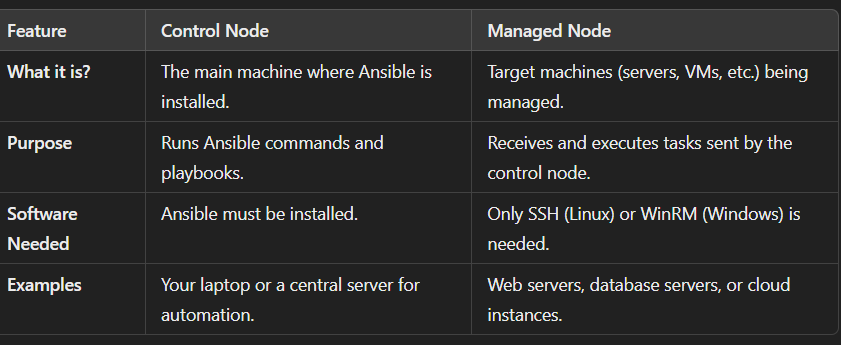 Feature Control Node Managed Node
What it is? The main machine where Ansible is Target machines (servers, VMs, etc.) being
installed. managed.
Purpose Runs Ansible commands and Receives and executes tasks sent by the
playbooks. control node.
Software Ansible must be installed. Only SSH (Linux) or WinRM (Windows) is
Needed needed.
Examples Your laptop or a central server for Web servers, database servers, or cloud
automation. instances.